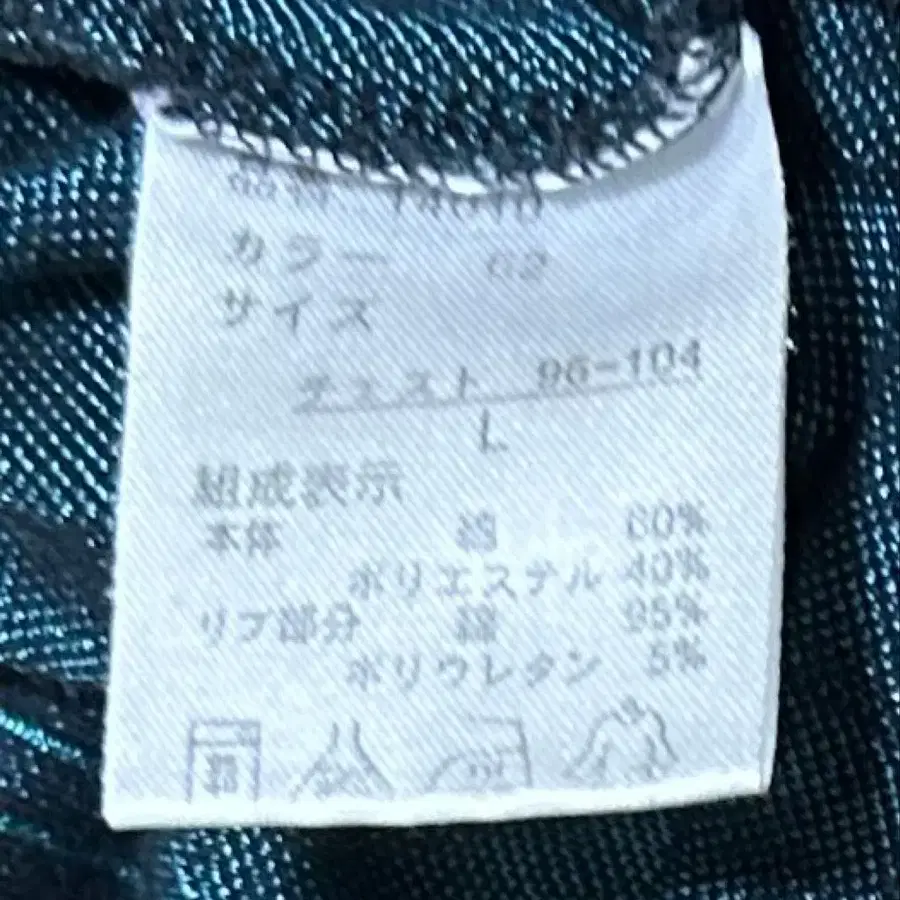 カラー 62
サイズ
チェスト 96-104
L
組成表示
本体 綿 60%
ポリエステル 40%
リブ部分 綿 95%
ポリウレタン 5%